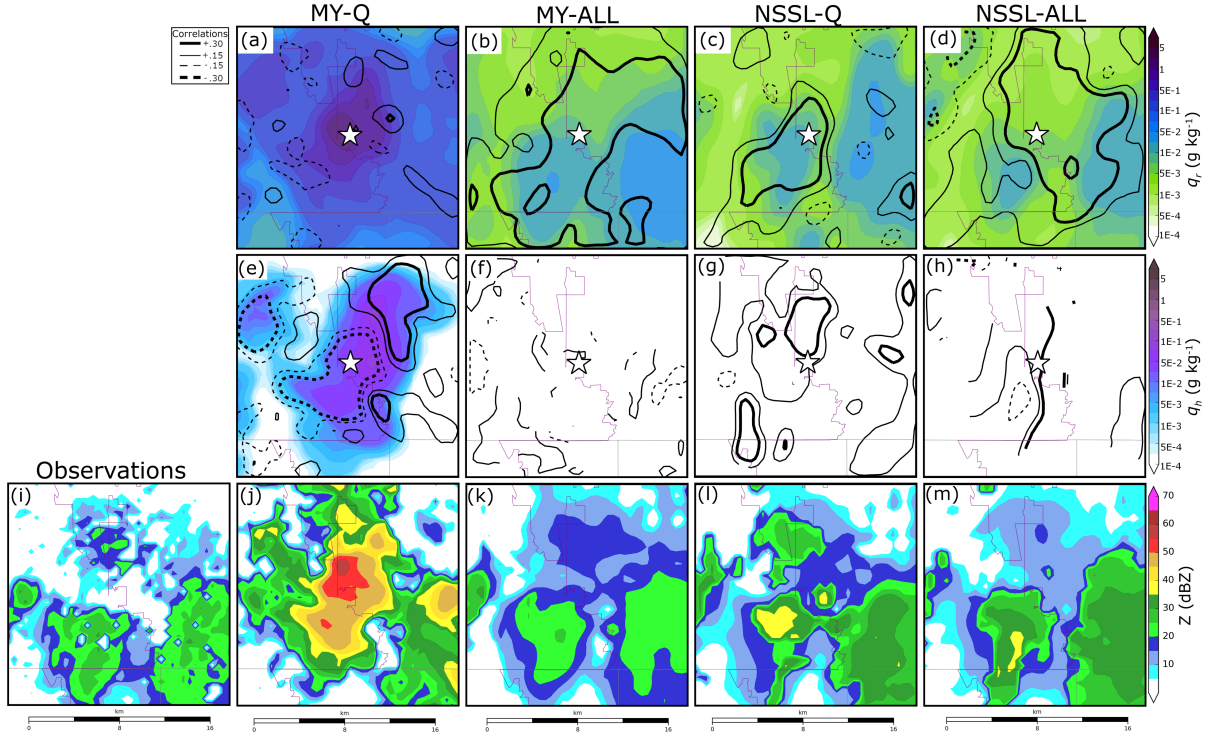 MY-Q MY-ALL NSSL-Q NSSL-ALL
Correlations
+.30
+.15
-.15
-.30
(a) (b) (c) (d)
5
1
5E-1
1E-1
5E-2
1E-2
5E-3
1E-3
5E-4
1E-4
q_r (g kg⁻¹)
(e) (f) (g) (h)
5
1
5E-1
1E-1
5E-2
1E-2
5E-3
1E-3
5E-4
1E-4
q_h (g kg⁻¹)
Observations
(i) (j) (k) (l) (m)
70
60
50
40
30
20
10
Z (dBZ)
km km km km km
0 8 16 0 8 16 0 8 16 0 8 16 0 8 16